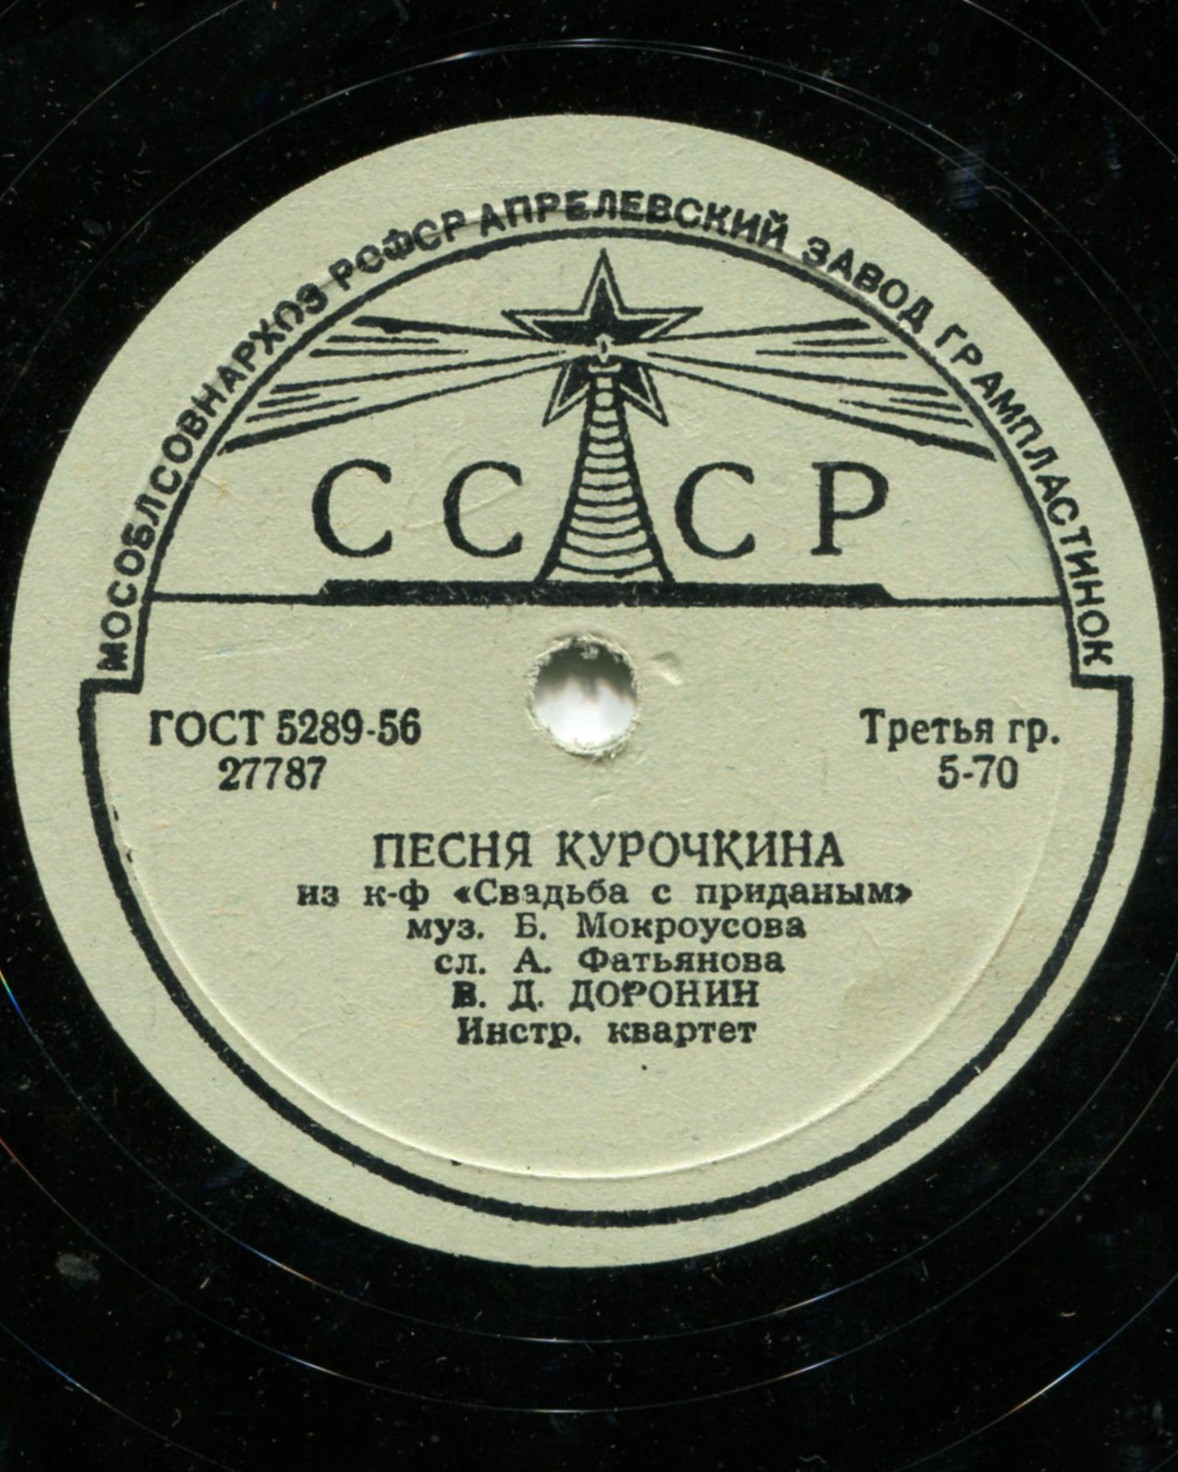 МОСОБЛСОВНАРХОЗ РСФСР АПРЕЛЕВСКИЙ ЗАВОД ГРАМПЛАСТИНОК
СССР
ГОСТ 5289-56
27787
Третья гр.
5-70
ПЕСНЯ КУРОЧКИНА
из к-ф «Свадьба с приданым»
муз. Б. Мокроусова
сл. А. Фатьянова
В. Д. ДОРОНИН
Инстр. квартет